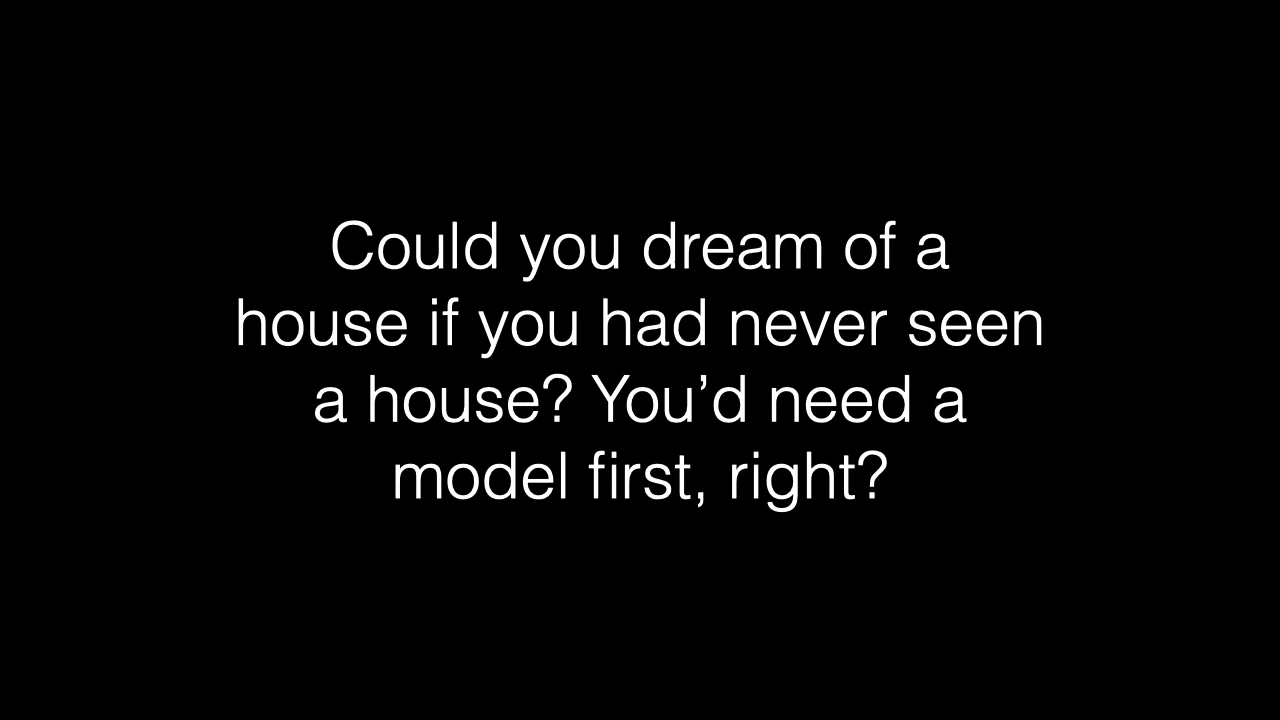 Could you dream of a
house if you had never seen
a house? You’d need a
model first, right?